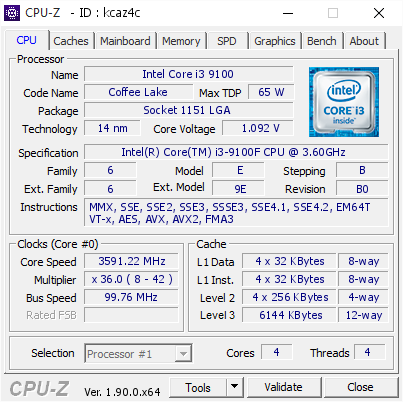 CPU-Z - ID : kcaz4c
CPU Caches Mainboard Memory SPD Graphics Bench About
Processor
Name Intel Core i3 9100
Code Name Coffee Lake Max TDP 65 W
Package Socket 1151 LGA
Technology 14 nm Core Voltage 1.092 V
intel
CORE i3
inside™
Specification Intel(R) Core(TM) i3-9100F CPU @ 3.60GHz
Family 6 Model E Stepping B
Ext. Family 6 Ext. Model 9E Revision B0
Instructions MMX, SSE, SSE2, SSE3, SSSE3, SSE4.1, SSE4.2, EM64T
VT-x, AES, AVX, AVX2, FMA3
Clocks (Core #0)
Core Speed 3591.22 MHz
Multiplier x 36.0 ( 8 - 42 )
Bus Speed 99.76 MHz
Rated FSB
Cache
L1 Data 4 x 32 KBytes 8-way
L1 Inst. 4 x 32 KBytes 8-way
Level 2 4 x 256 KBytes 4-way
Level 3 6144 KBytes 12-way
Selection Processor #1 Cores 4 Threads 4
CPU-Z Ver. 1.90.0.x64 Tools Validate Close